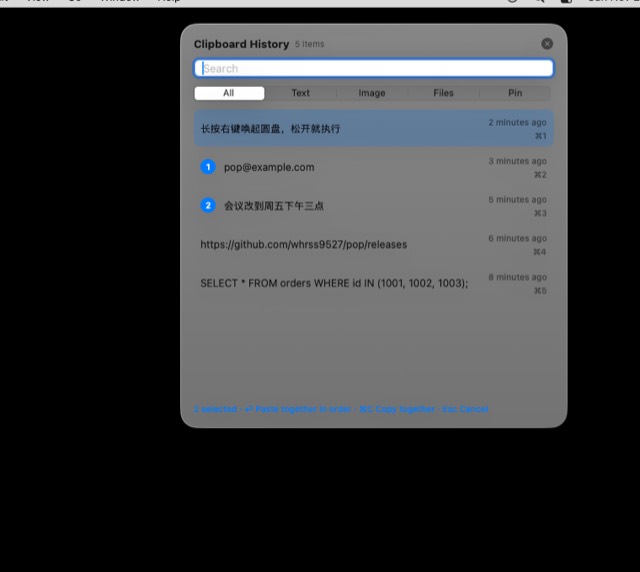 Window
Clipboard History 5 items
Search
All Text Image Files Pin
长按右键唤起圆盘，松开就执行 2 minutes ago
⌘1
1 pop@example.com 3 minutes ago
⌘2
2 会议改到周五下午三点 5 minutes ago
⌘3
https://github.com/whrss9527/pop/releases 6 minutes ago
⌘4
SELECT * FROM orders WHERE id IN (1001, 1002, 1003); 8 minutes ago
⌘5
2 selected · ⏎ Paste together in order · ⌘C Copy together · Esc Cancel